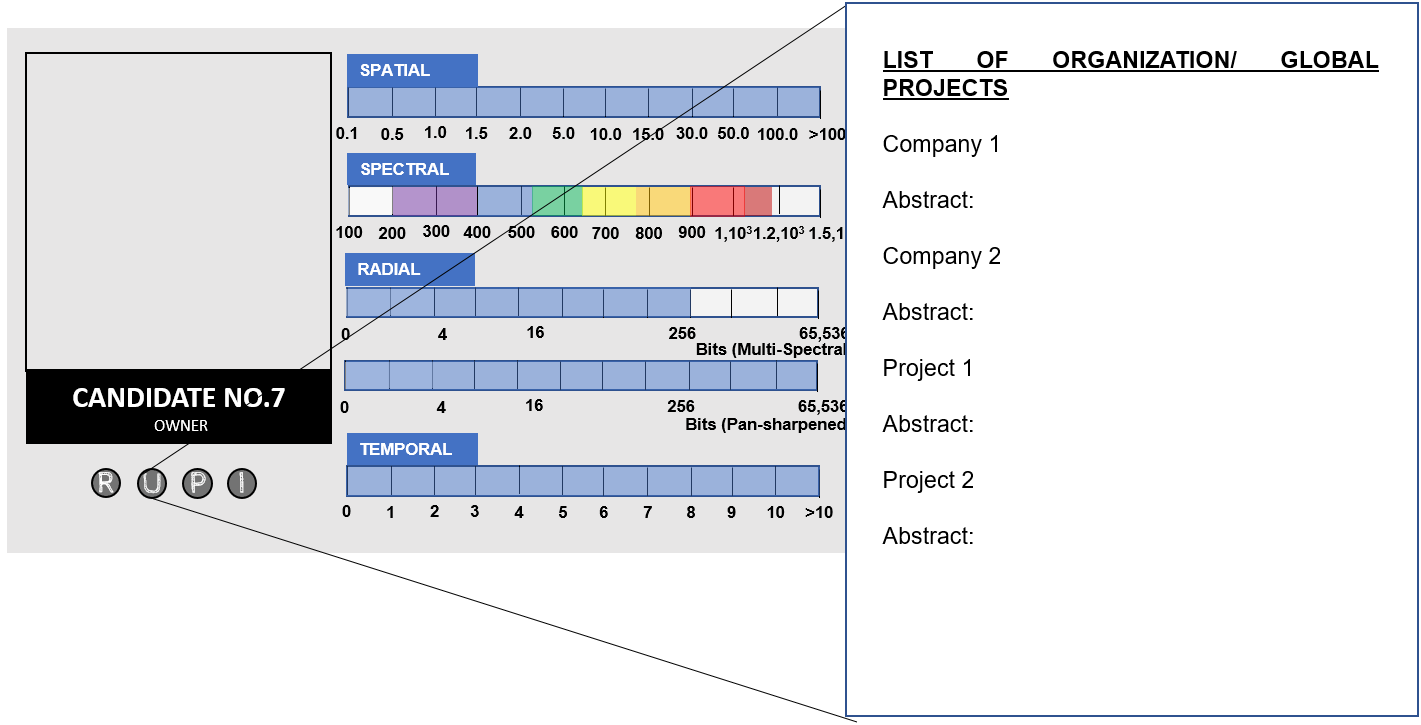 SPATIAL
0.1 0.5 1.0 1.5 2.0 5.0 10.0 15.0 30.0 50.0 100.0 >100
SPECTRAL
100 200 300 400 500 600 700 800 900 1,10³ 1.2,10³ 1.5,1
RADIAL
0 4 16 256 65,536
Bits (Multi-Spectral
0 4 16 256 65,536
Bits (Pan-sharpened
TEMPORAL
0 1 2 3 4 5 6 7 8 9 10 >10
CANDIDATE NO.7
OWNER
R U P I
LIST OF ORGANIZATION/ GLOBAL
PROJECTS
Company 1
Abstract:
Company 2
Abstract:
Project 1
Abstract:
Project 2
Abstract: